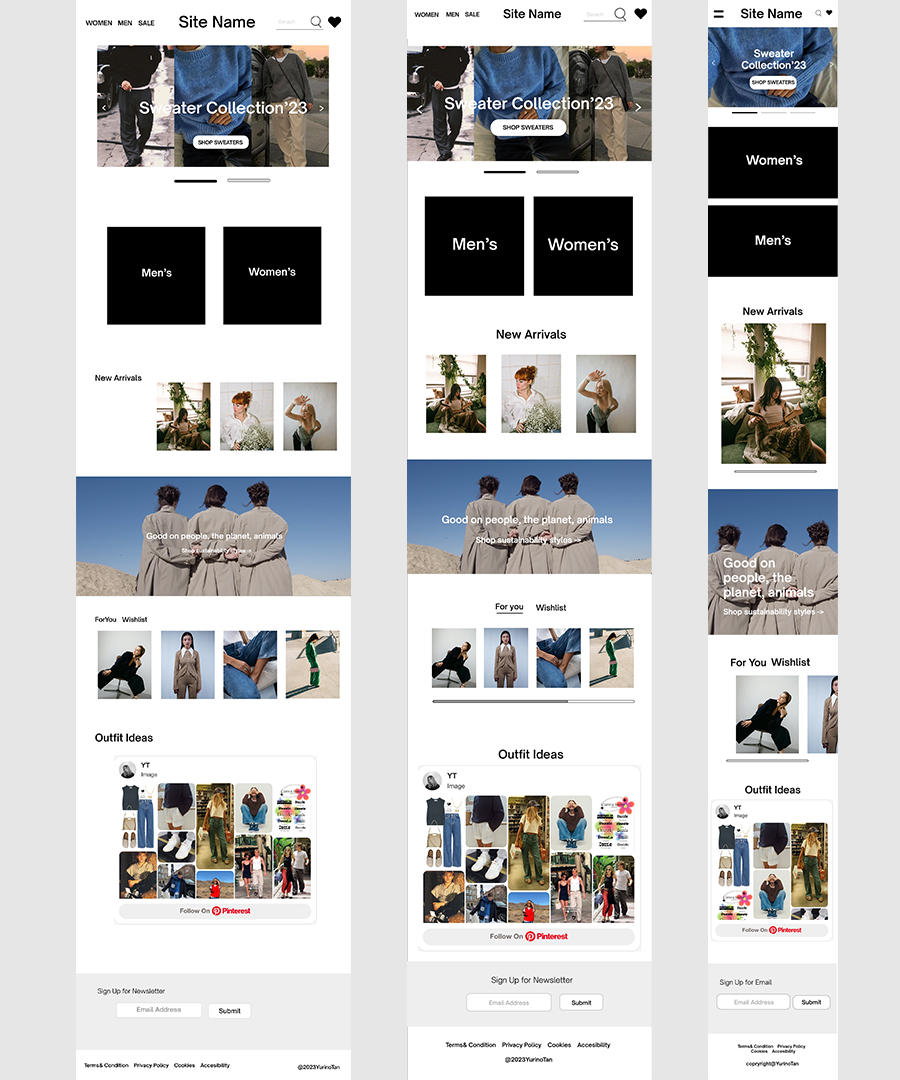 WOMEN MEN SALE
Site Name
Search
Sweater Collection'23
SHOP SWEATERS
Men's
Women's
New Arrivals
Good on people, the planet, animals
Shop sustainability styles ->
ForYou Wishlist
Outfit Ideas
YT
Image
Follow On Pinterest
Sign Up for Newsletter
Email Address
Submit
Terms& Condition Privacy Policy Cookies Accesibility
@2023YurinoTan
WOMEN MEN SALE
Site Name
Search
Sweater Collection'23
SHOP SWEATERS
Men's
Women's
New Arrivals
Good on people, the planet, animals
Shop sustainability styles ->
For you Wishlist
Outfit Ideas
YT
Image
Dazzle
Follow On Pinterest
Sign Up for Newsletter
Email Address
Submit
Terms& Condition Privacy Policy Cookies Accesibility
@2023YurinoTan
Site Name
Sweater
Collection'23
SHOP SWEATERS
Women's
Men's
New Arrivals
Good on
people, the
planet, animals
Shop sustainability styles ->
For You Wishlist
Outfit Ideas
YT
Image
Follow On Pinterest
Sign Up for Email
Email Address
Submit
Terms& Condition Privacy Policy
Cookies Accesibility
copryright@YurinoTan